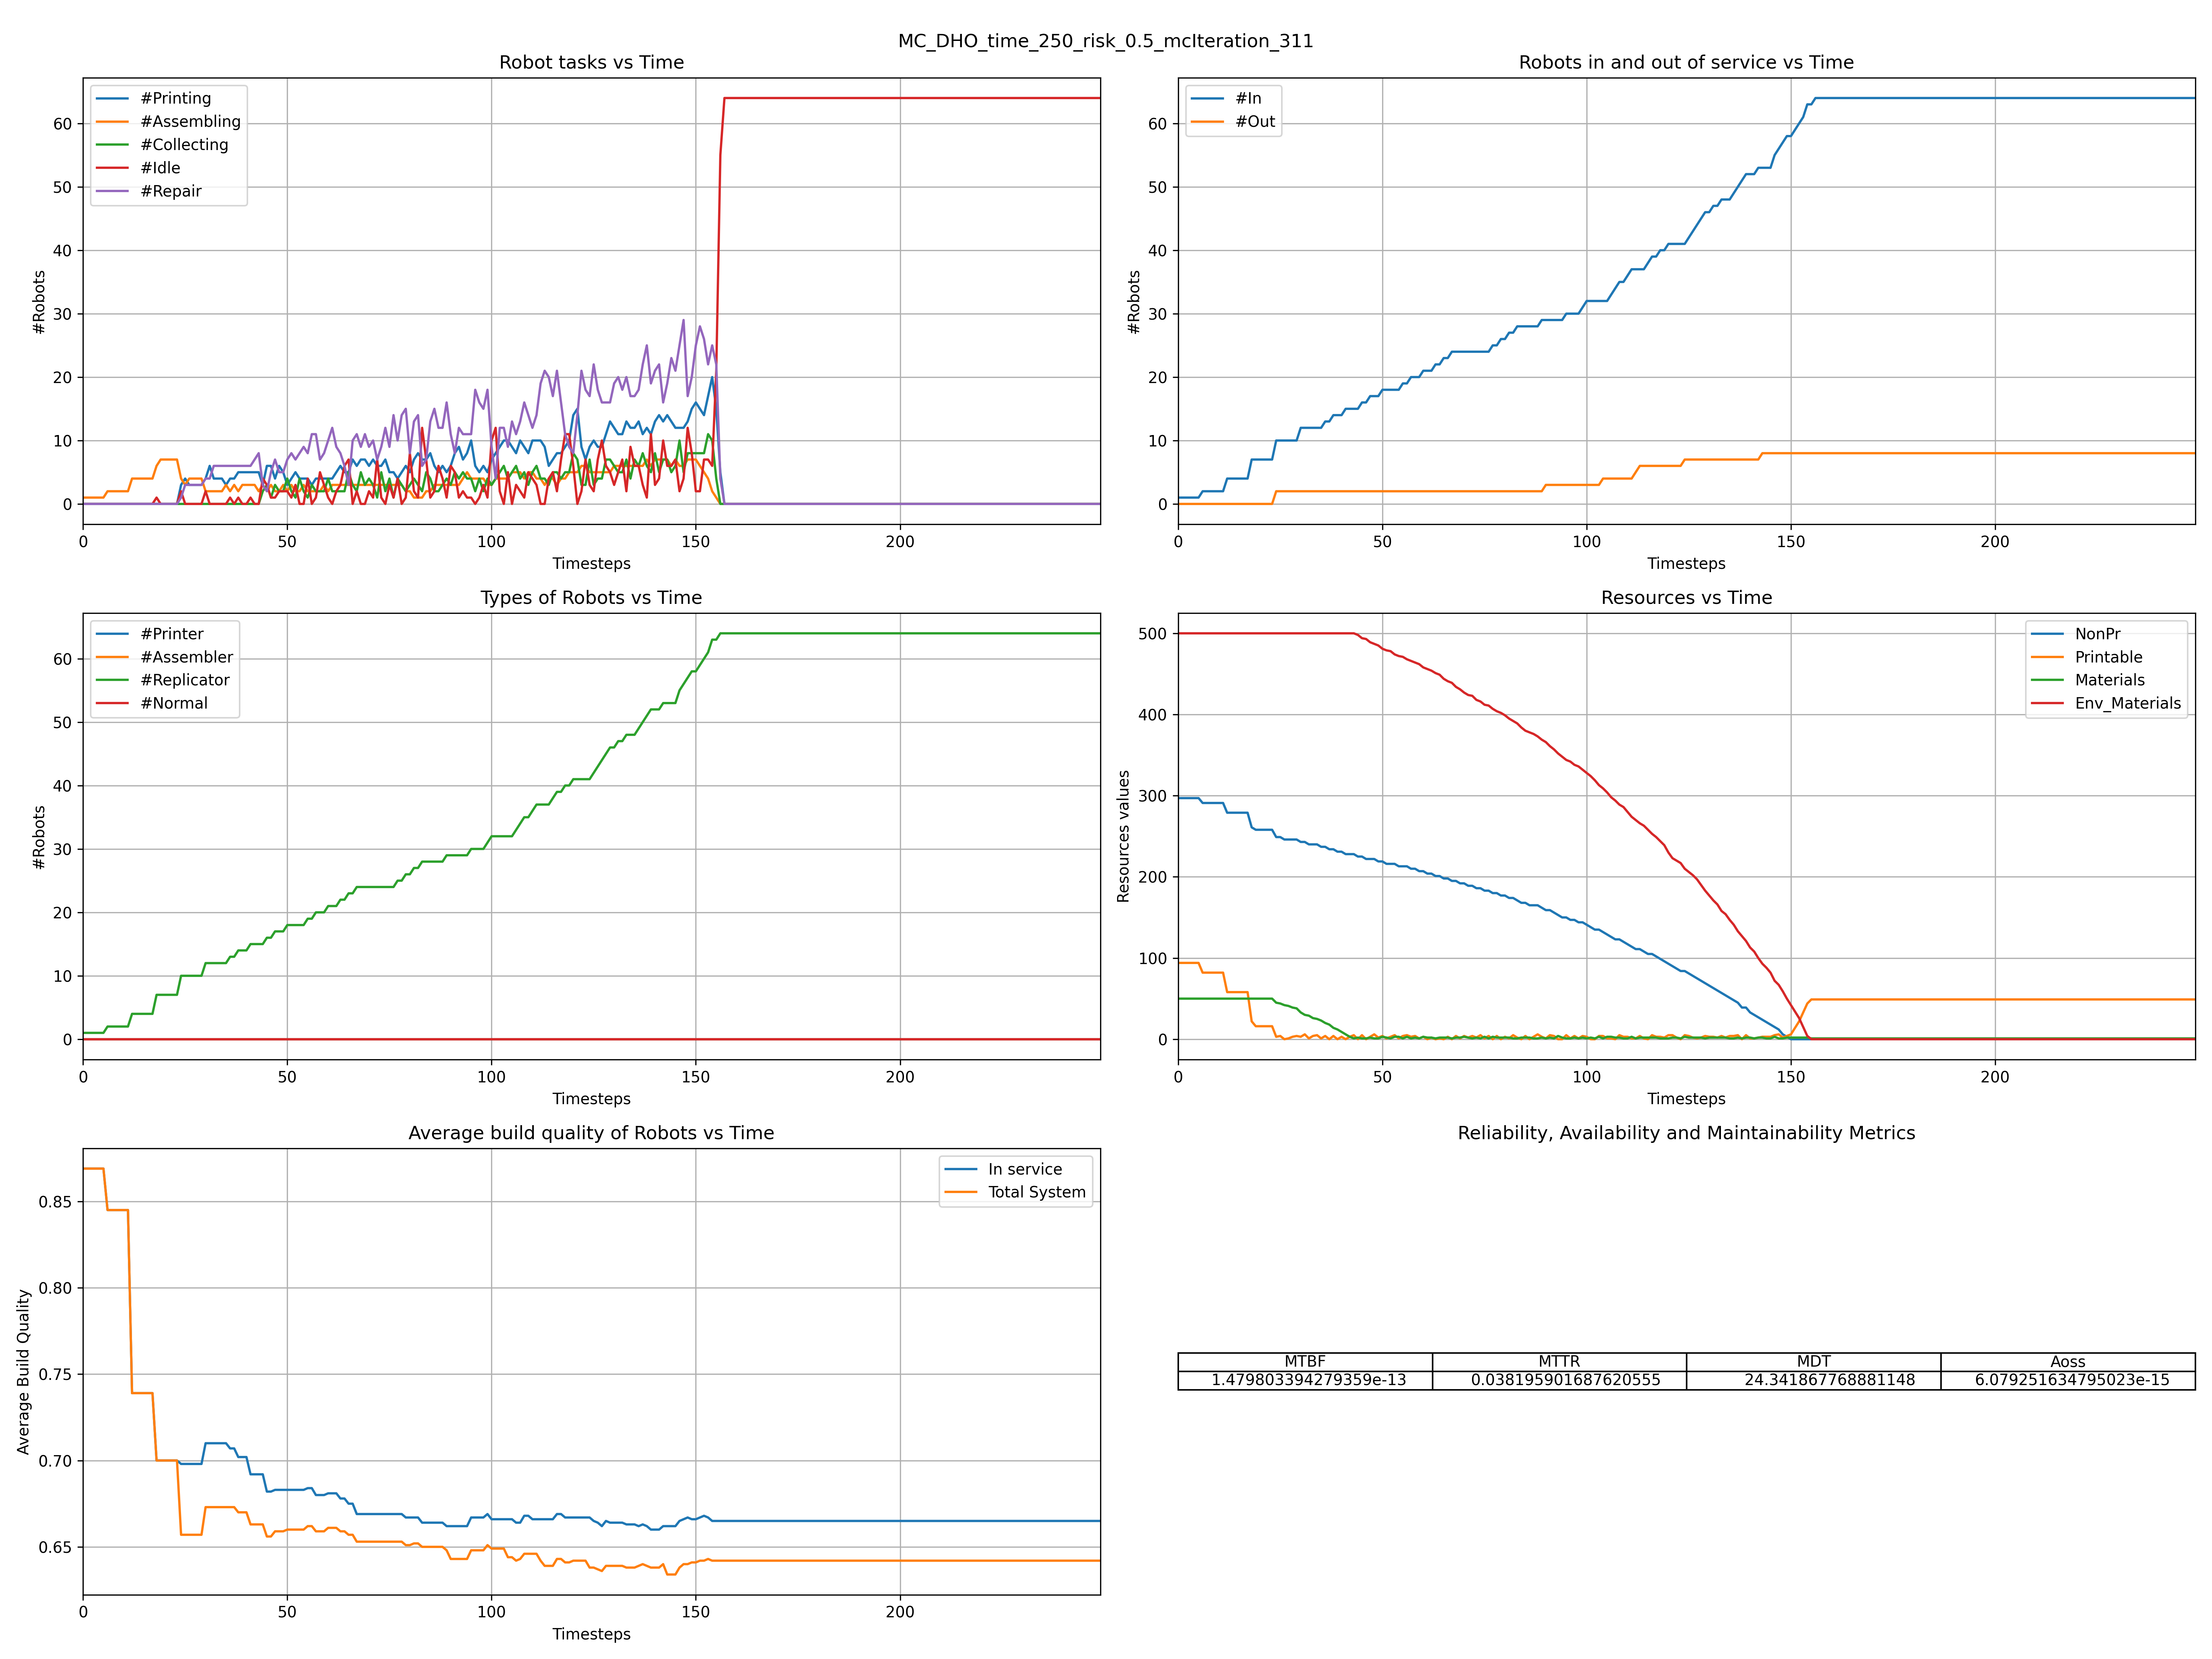 MC_DHO_time_250_risk_0.5_mcIteration_311
Robot tasks vs Time
#Printing
#Assembling
#Collecting
#Idle
#Repair
#Robots
60
50
40
30
20
10
0
0 50 100 150 200
Timesteps
Robots in and out of service vs Time
#In
#Out
#Robots
60
50
40
30
20
10
0
0 50 100 150 200
Timesteps
Types of Robots vs Time
#Printer
#Assembler
#Replicator
#Normal
#Robots
60
50
40
30
20
10
0
0 50 100 150 200
Timesteps
Resources vs Time
NonPr
Printable
Materials
Env_Materials
Resources values
500
400
300
200
100
0
0 50 100 150 200
Timesteps
Average build quality of Robots vs Time
In service
Total System
Average Build Quality
0.85
0.80
0.75
0.70
0.65
0 50 100 150 200
Timesteps
Reliability, Availability and Maintainability Metrics
MTBF MTTR MDT Aoss
1.479803394279359e-13 0.038195901687620555 24.341867768881148 6.079251634795023e-15